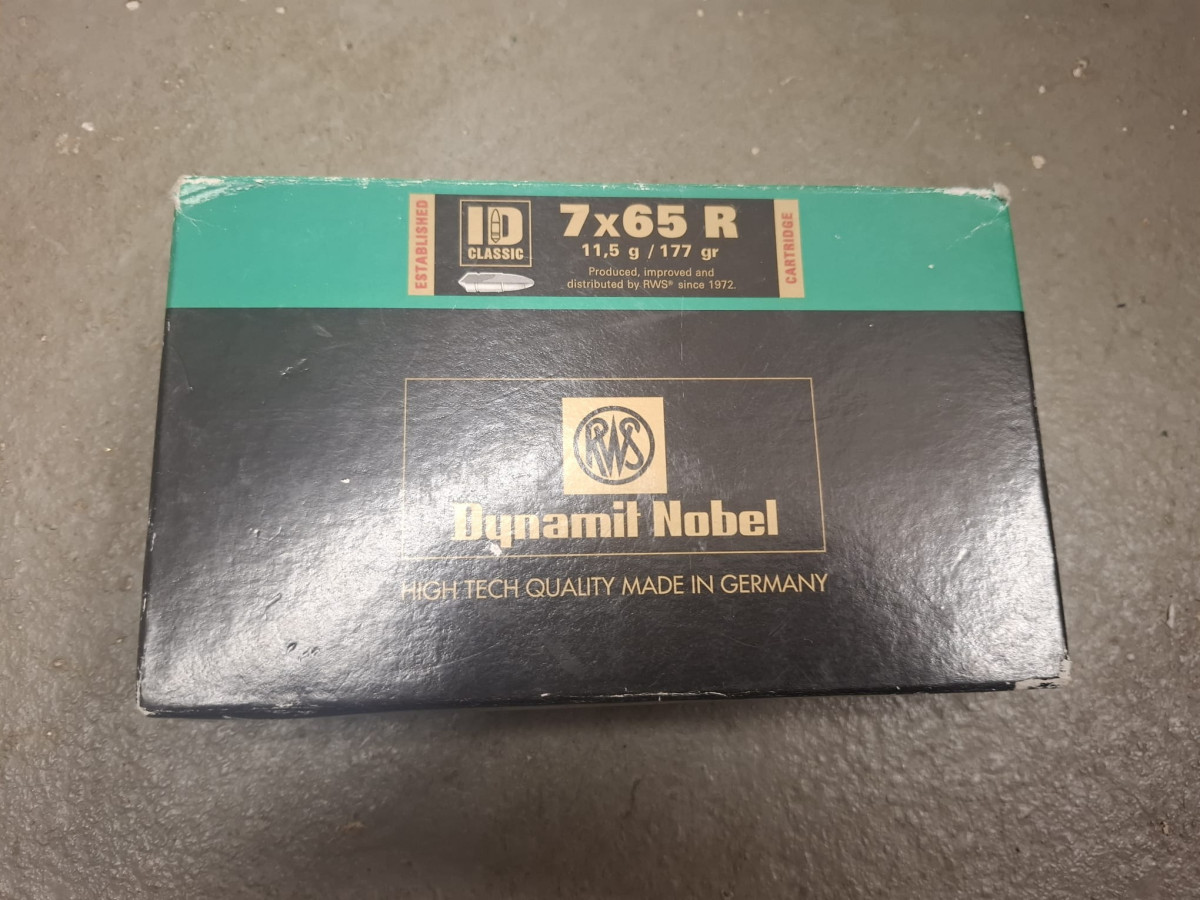 ESTABLISHED
ID
CLASSIC
7x65 R
11,5 g / 177 gr
Produced, improved and
distributed by RWS® since 1972.
CARTRIDGE
RWS
Dynamit Nobel
HIGH TECH QUALITY MADE IN GERMANY